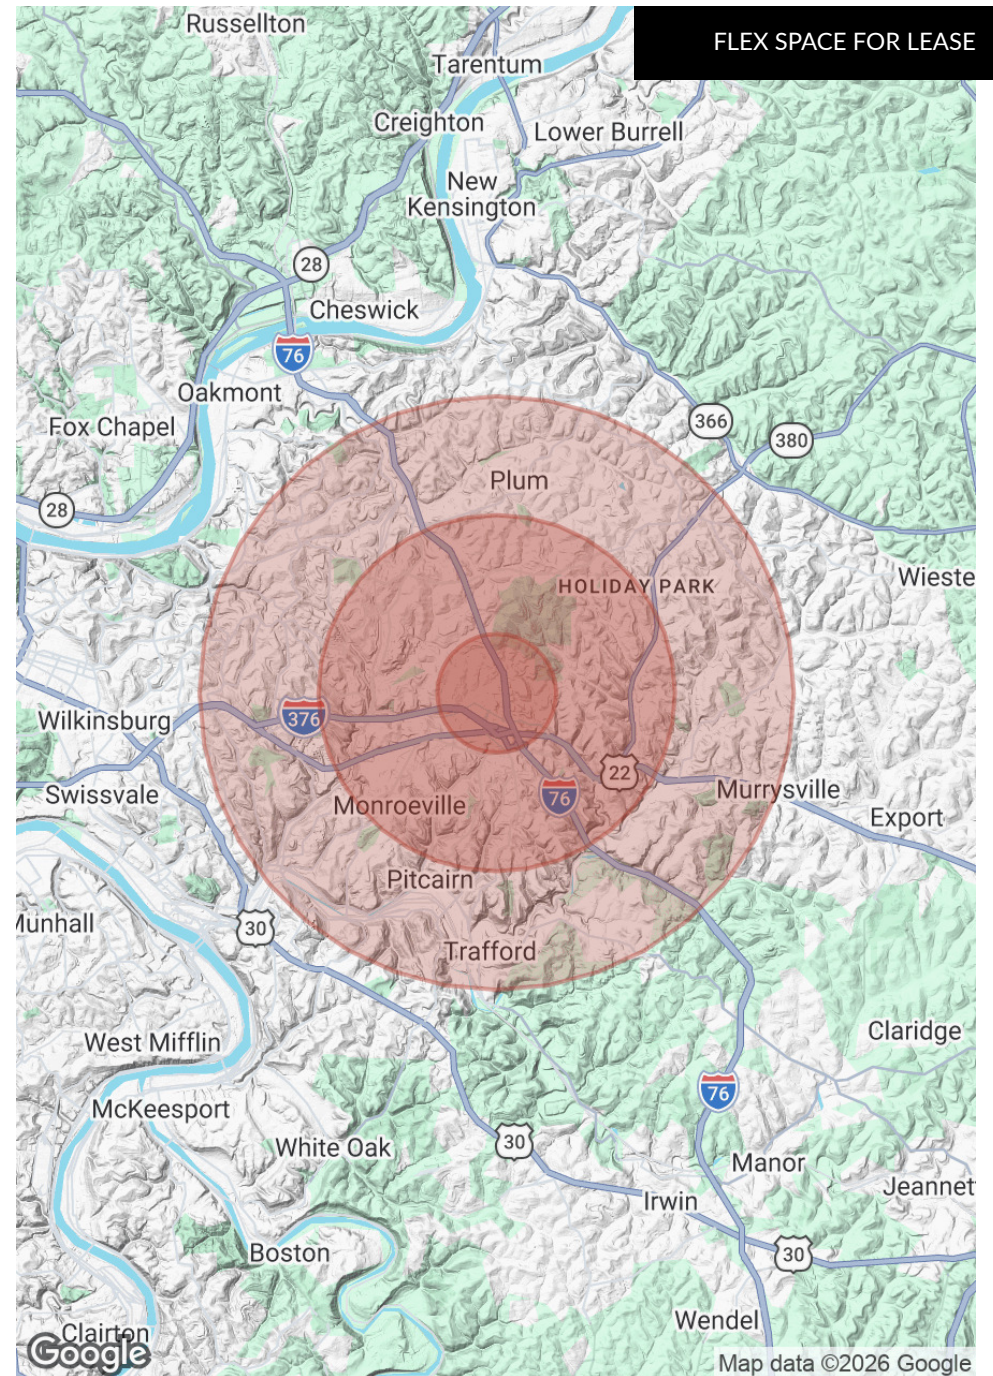 Russellton
FLEX SPACE FOR LEASE
Tarentum
Creighton
Lower Burrell
New
Kensington
28
Cheswick
76
Oakmont
Fox Chapel
366
380
Plum
28
Wieste
HOLIDAY PARK
376
Wilkinsburg
22
Swissvale
Monroeville
76
Murrysville
Export
Pitcairn
Munhall
30
Trafford
Claridge
West Mifflin
76
McKeesport
White Oak
30
Manor
Irwin
Jeannet
Boston
30
Wendel
Clairton
Google
Map data ©2026 Google